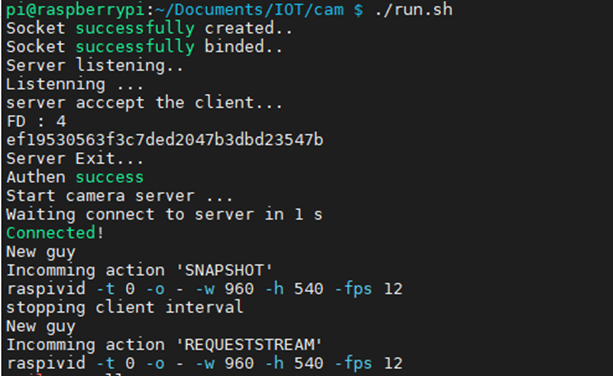 pi@raspberrypi:~/Documents/IOT/cam $ ./run.sh
Socket successfully created..
Socket successfully binded..
Server listening..
Listenning ...
server acccept the client...
FD : 4
ef19530563f3c7ded2047b3dbd23547b
Server Exit...
Authen success
Start camera server ...
Waiting connect to server in 1 s
Connected!
New guy
Incomming action 'SNAPSHOT'
raspivid -t 0 -o - -w 960 -h 540 -fps 12
stopping client interval
New guy
Incomming action 'REQUESTSTREAM'
raspivid -t 0 -o - -w 960 -h 540 -fps 12